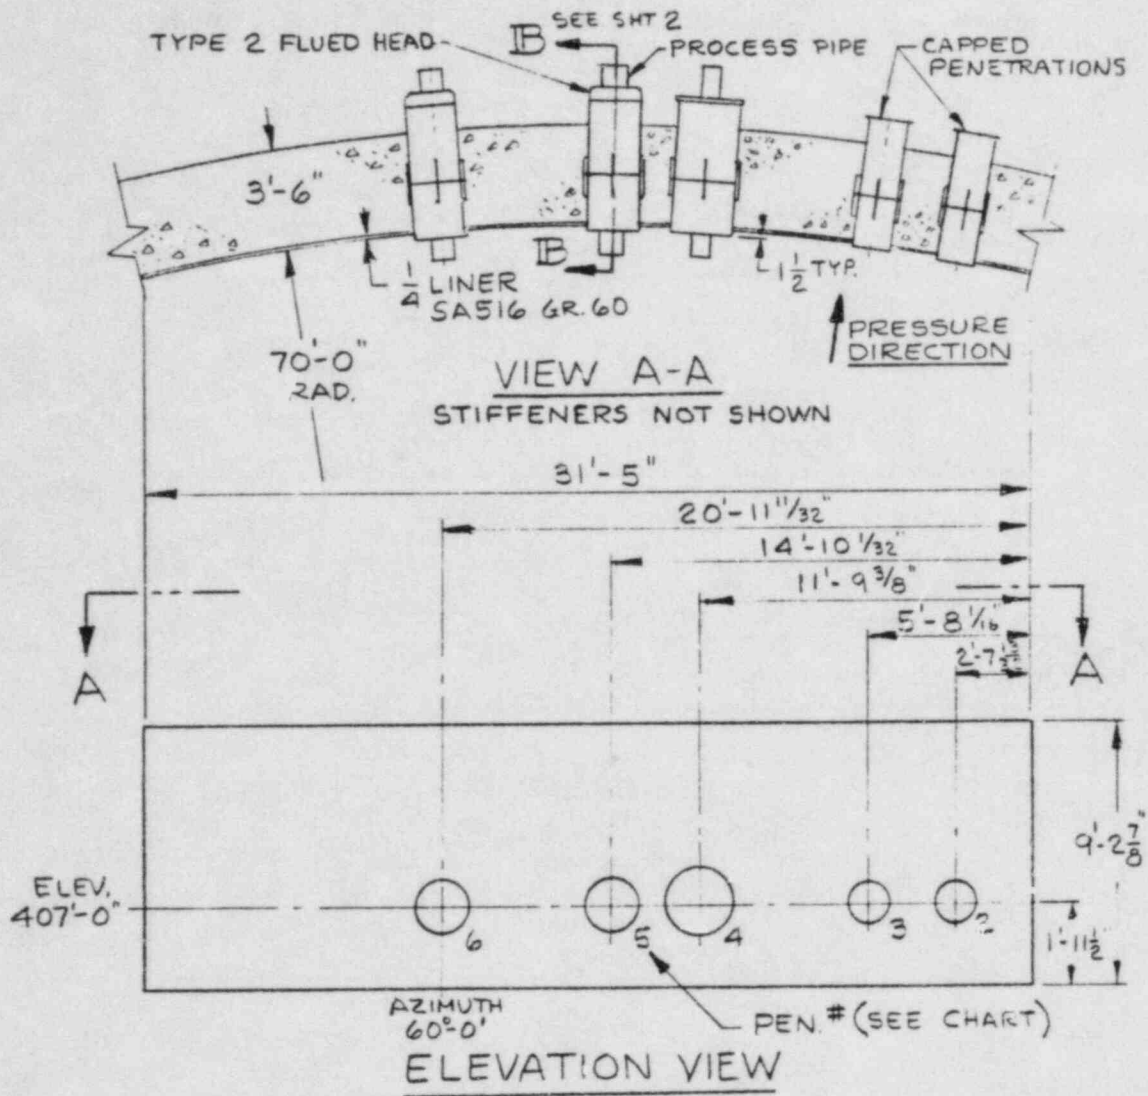 SEE SHT 2
B
TYPE 2 FLUED HEAD
PROCESS PIPE
CAPPED
PENETRATIONS
3'-6"
B
1/4 LINER
SA516 GR.60
1 1/2 TYP.
PRESSURE
DIRECTION
70'-0"
RAD.
VIEW A-A
STIFFENERS NOT SHOWN
31'-5"
20'-11 11/32"
14'-10 1/32"
11'-9 3/8"
5'-8 1/16"
2'-7
A
A
9'-2 7/8"
ELEV.
407'-0"
6
5
4
3
2
1'-11 1/2"
AZIMUTH
60°-0'
PEN.# (SEE CHART)
ELEVATION VIEW